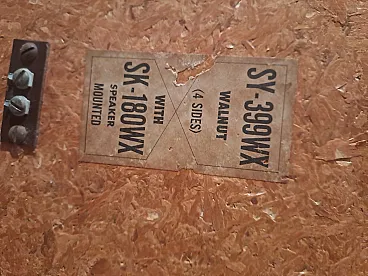 SY-399WX
WALNUT
(4 SIDES)
WITH
SK-180WX
SPEAKER
MOUNTED